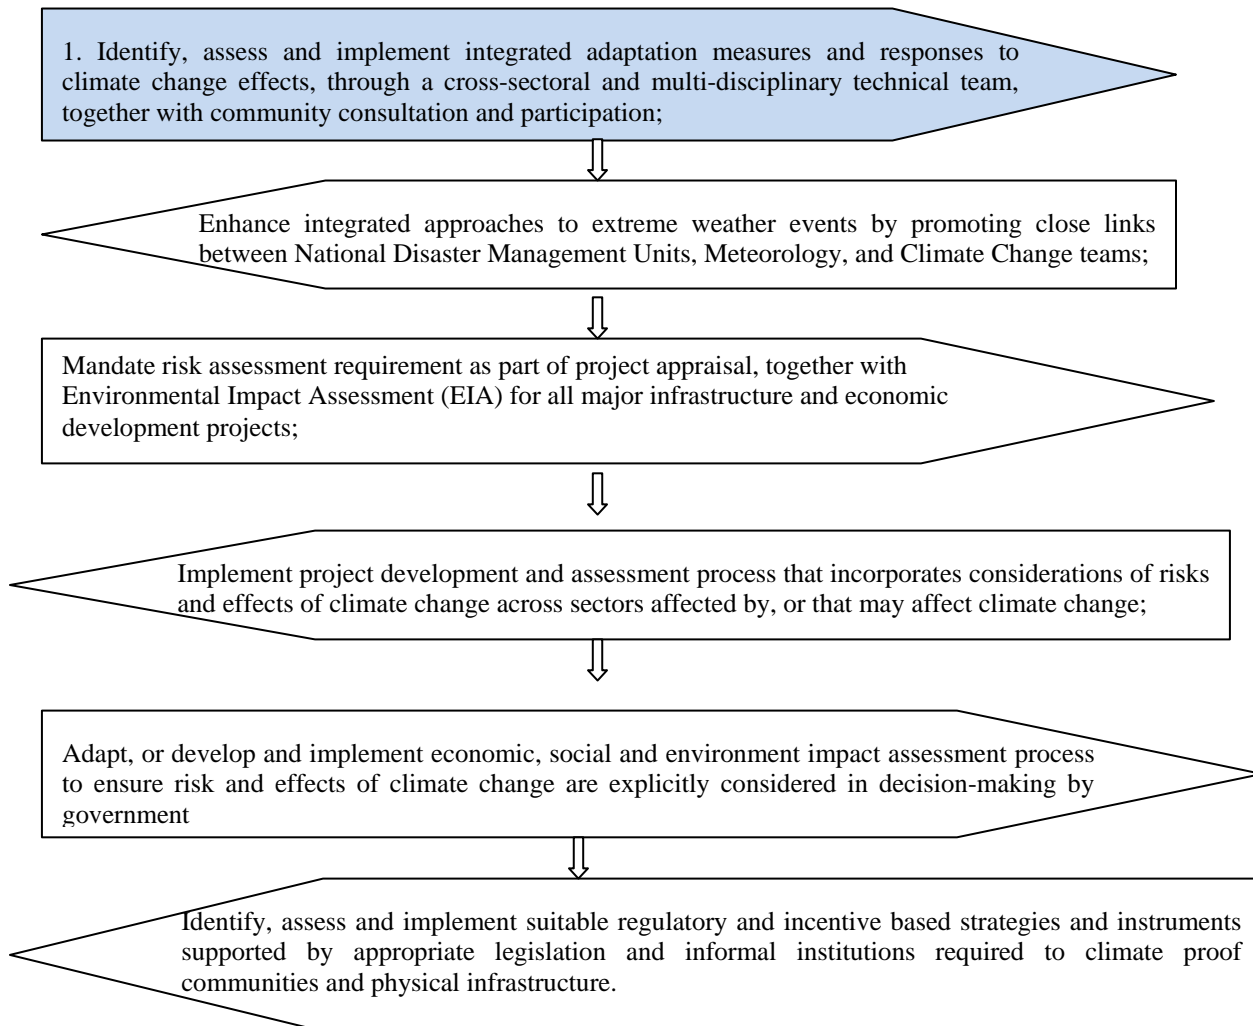 1. Identify, assess and implement integrated adaptation measures and responses to
climate change effects, through a cross-sectoral and multi-disciplinary technical team,
together with community consultation and participation;
Enhance integrated approaches to extreme weather events by promoting close links
between National Disaster Management Units, Meteorology, and Climate Change teams;
Mandate risk assessment requirement as part of project appraisal, together with
Environmental Impact Assessment (EIA) for all major infrastructure and economic
development projects;
Implement project development and assessment process that incorporates considerations of risks
and effects of climate change across sectors affected by, or that may affect climate change;
Adapt, or develop and implement economic, social and environment impact assessment process
to ensure risk and effects of climate change are explicitly considered in decision-making by
government
Identify, assess and implement suitable regulatory and incentive based strategies and instruments
supported by appropriate legislation and informal institutions required to climate proof
communities and physical infrastructure.